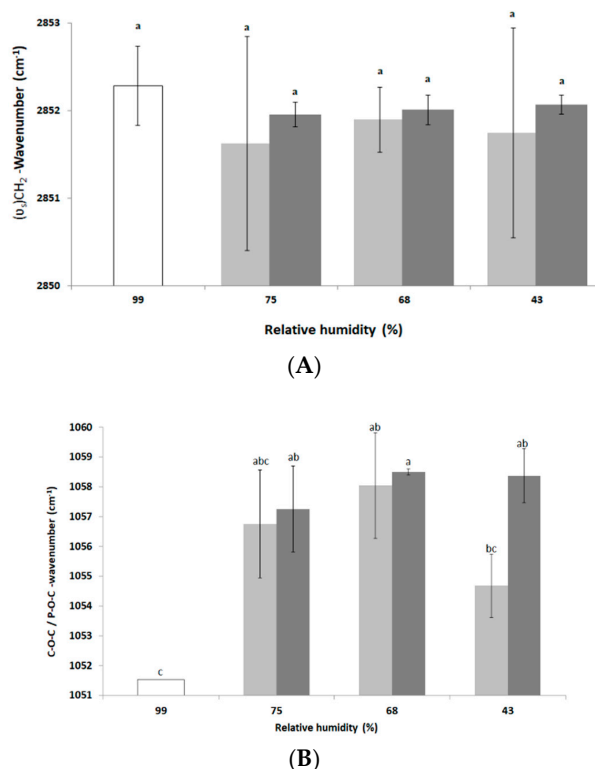 2853
2852
2851
2850
(υs)CH2 -Wavenumber (cm-1)
a
a
a
a
a
a
a
99
75
68
43
Relative humidity (%)
(A)
1060
1059
1058
1057
1056
1055
1054
1053
1052
1051
C-O-C / P-O-C -wavenumber (cm-1)
c
abc
ab
ab
a
bc
ab
99
75
68
43
Relative humidity (%)
(B)